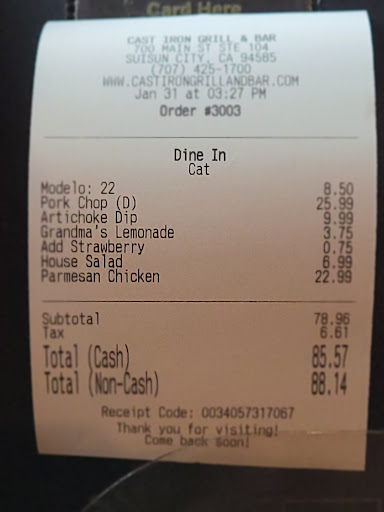 Card Here
CAST IRON GRILL & BAR
700 MAIN ST STE 104
SUISUN CITY, CA 94585
(707) 425-1700
WWW.CASTIRONGRILLANDBAR.COM
Jan 31 at 03:27 PM
Order #3003
Dine In
Cat
Modelo: 22 8.50
Pork Chop (D) 25.99
Artichoke Dip 9.99
Grandma's Lemonade 3.75
Add Strawberry 0.75
House Salad 6.99
Parmesan Chicken 22.99
Subtotal 78.96
Tax 6.61
Total (Cash) 85.57
Total (Non-Cash) 88.14
Receipt Code: 0034057317067
Thank you for visiting!
Come back soon!